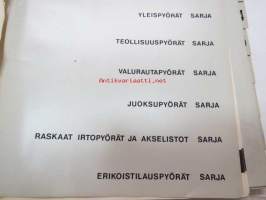 YLEISPYÖRÄT SARJA
TEOLLISUUSPYÖRÄT SARJA
VALURAUTAPYÖRÄT SARJA
antikvariaatti.net
JUOKSUPYÖRÄT SARJA
RASKAAT IRTOPYÖRÄT JA AKSELISTOT SARJA
ERIKOISTILAUSPYÖRÄT SARJA